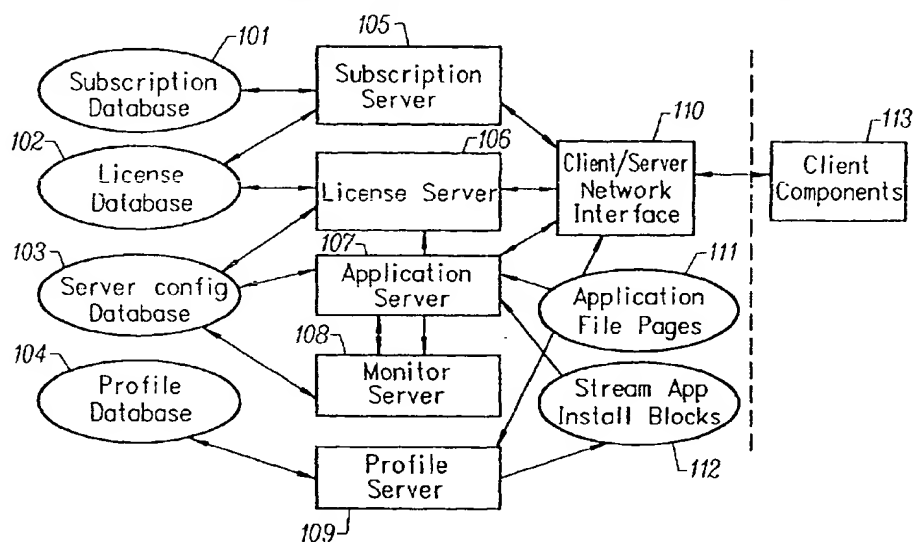 101
Subscription
Database
102
License
Database
103
Server config
Database
104
Profile
Database
105
Subscription
Server
106
License Server
107
Application
Server
108
Monitor
Server
Profile
Server
109
110
Client/Server
Network
Interface
111
Application
File Pages
Stream App
Install Blocks
112
113
Client
Components